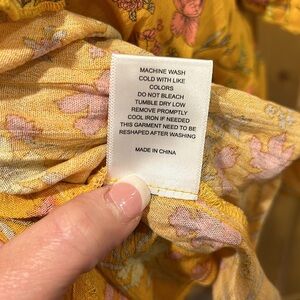 MACHINE WASH
COLD WITH LIKE
COLORS
DO NOT BLEACH
TUMBLE DRY LOW
REMOVE PROMPTLY
COOL IRON IF NEEDED
THIS GARMENT NEED TO BE
RESHAPED AFTER WASHING
MADE IN CHINA